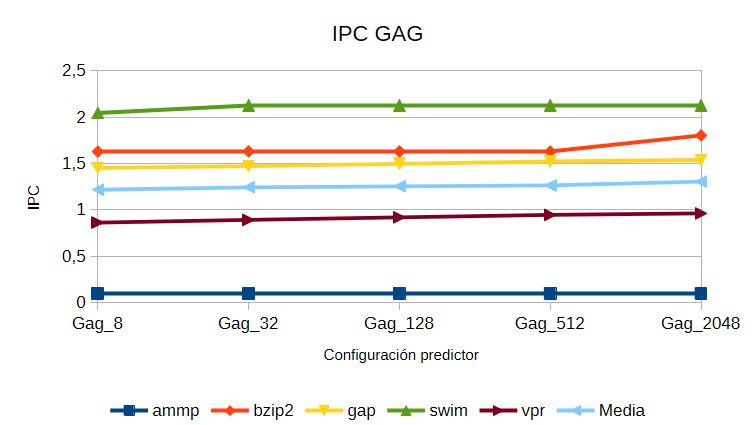 IPC GAG
2,5
2
1,5
1
0,5
0
IPC
Gag_8 Gag_32 Gag_128 Gag_512 Gag_2048
Configuración predictor
ammp bzip2 gap swim vpr Media